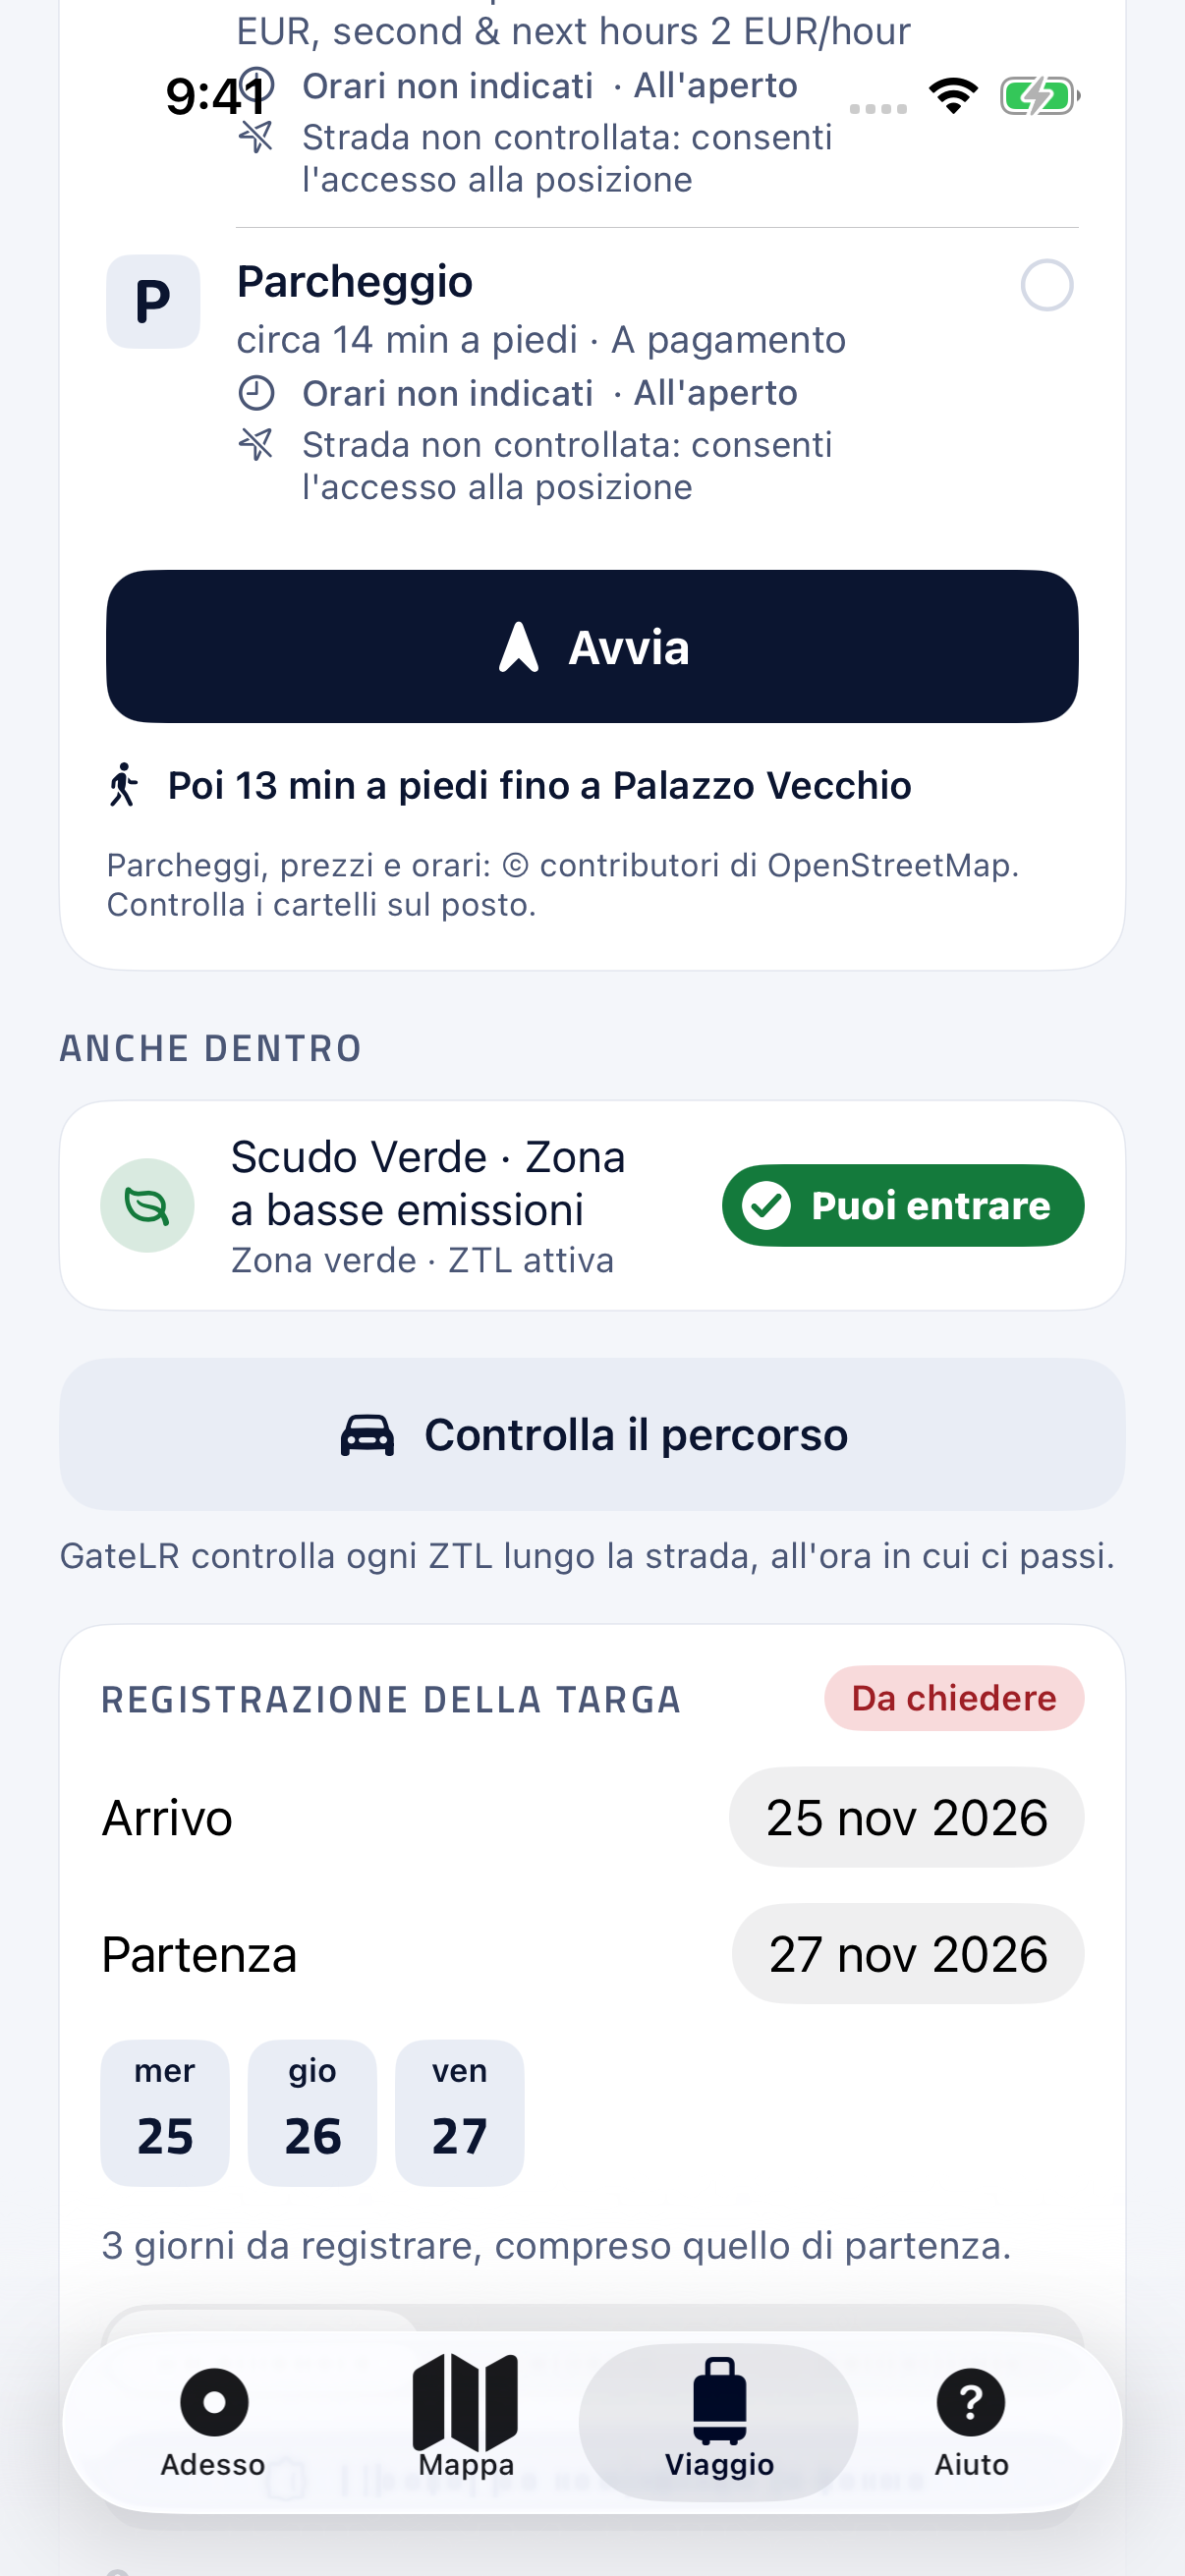 EUR, second & next hours 2 EUR/hour
9:41
Orari non indicati · All'aperto
Strada non controllata: consenti
l'accesso alla posizione
P
Parcheggio
circa 14 min a piedi · A pagamento
Orari non indicati · All'aperto
Strada non controllata: consenti
l'accesso alla posizione
Avvia
Poi 13 min a piedi fino a Palazzo Vecchio
Parcheggi, prezzi e orari: © contributori di OpenStreetMap.
Controlla i cartelli sul posto.
ANCHE DENTRO
Scudo Verde · Zona
a basse emissioni
Zona verde · ZTL attiva
Puoi entrare
Controlla il percorso
GateLR controlla ogni ZTL lungo la strada, all'ora in cui ci passi.
REGISTRAZIONE DELLA TARGA
Da chiedere
Arrivo
25 nov 2026
Partenza
27 nov 2026
mer
25
gio
26
ven
27
3 giorni da registrare, compreso quello di partenza.
Adesso
Mappa
Viaggio
? Aiuto